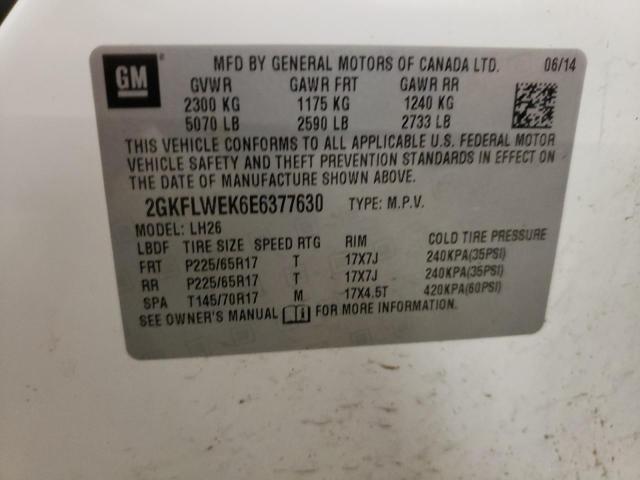 GM ®
MFD BY GENERAL MOTORS OF CANADA LTD. 06/14
GVWR GAWR FRT GAWR RR
2300 KG 1175 KG 1240 KG
5070 LB 2590 LB 2733 LB
THIS VEHICLE CONFORMS TO ALL APPLICABLE U.S. FEDERAL MOTOR
VEHICLE SAFETY AND THEFT PREVENTION STANDARDS IN EFFECT ON
THE DATE OF MANUFACTURE SHOWN ABOVE.
2GKFLWEK6E6377630 TYPE: M.P.V.
MODEL: LH26
LBDF TIRE SIZE SPEED RTG RIM COLD TIRE PRESSURE
FRT P225/65R17 T 17X7J 240KPA(35PSI)
RR P225/65R17 T 17X7J 240KPA(35PSI)
SPA T145/70R17 M 17X4.5T 420KPA(60PSI)
SEE OWNER'S MANUAL FOR MORE INFORMATION.